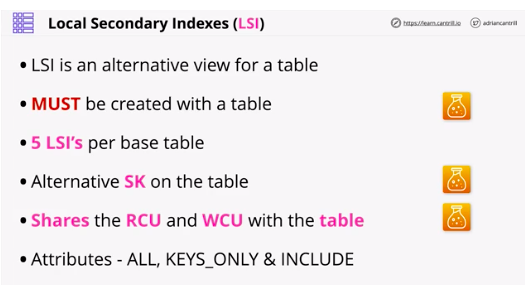 Local Secondary Indexes (LSI)
https://learn.cantrill.io
adriancantrill
• LSI is an alternative view for a table
• MUST be created with a table
• 5 LSI's per base table
• Alternative SK on the table
• Shares the RCU and WCU with the table
• Attributes - ALL, KEYS_ONLY & INCLUDE